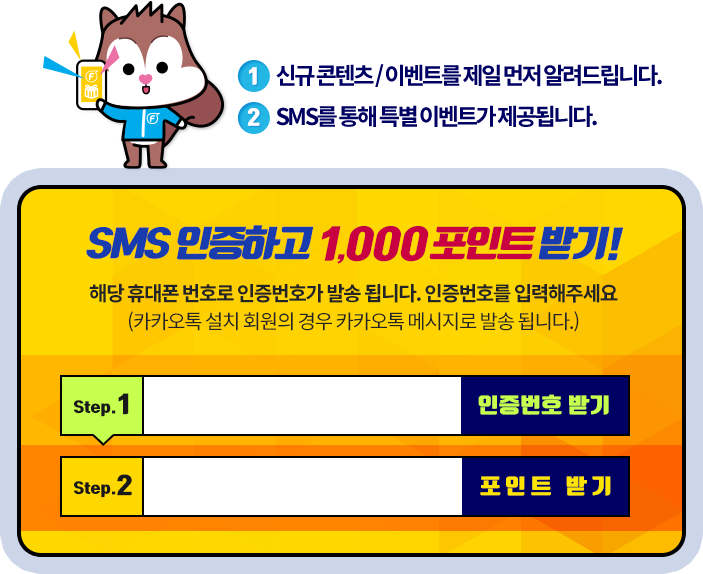 1 신규 콘텐츠 / 이벤트를 제일 먼저 알려드립니다.
2 SMS를 통해 특별 이벤트가 제공됩니다.
SMS 인증하고 1,000 포인트 받기!
해당 휴대폰 번호로 인증번호가 발송 됩니다. 인증번호를 입력해주세요
(카카오톡 설치 회원의 경우 카카오톡 메시지로 발송 됩니다.)
Step.1 인증번호 받기
Step.2 포인트 받기